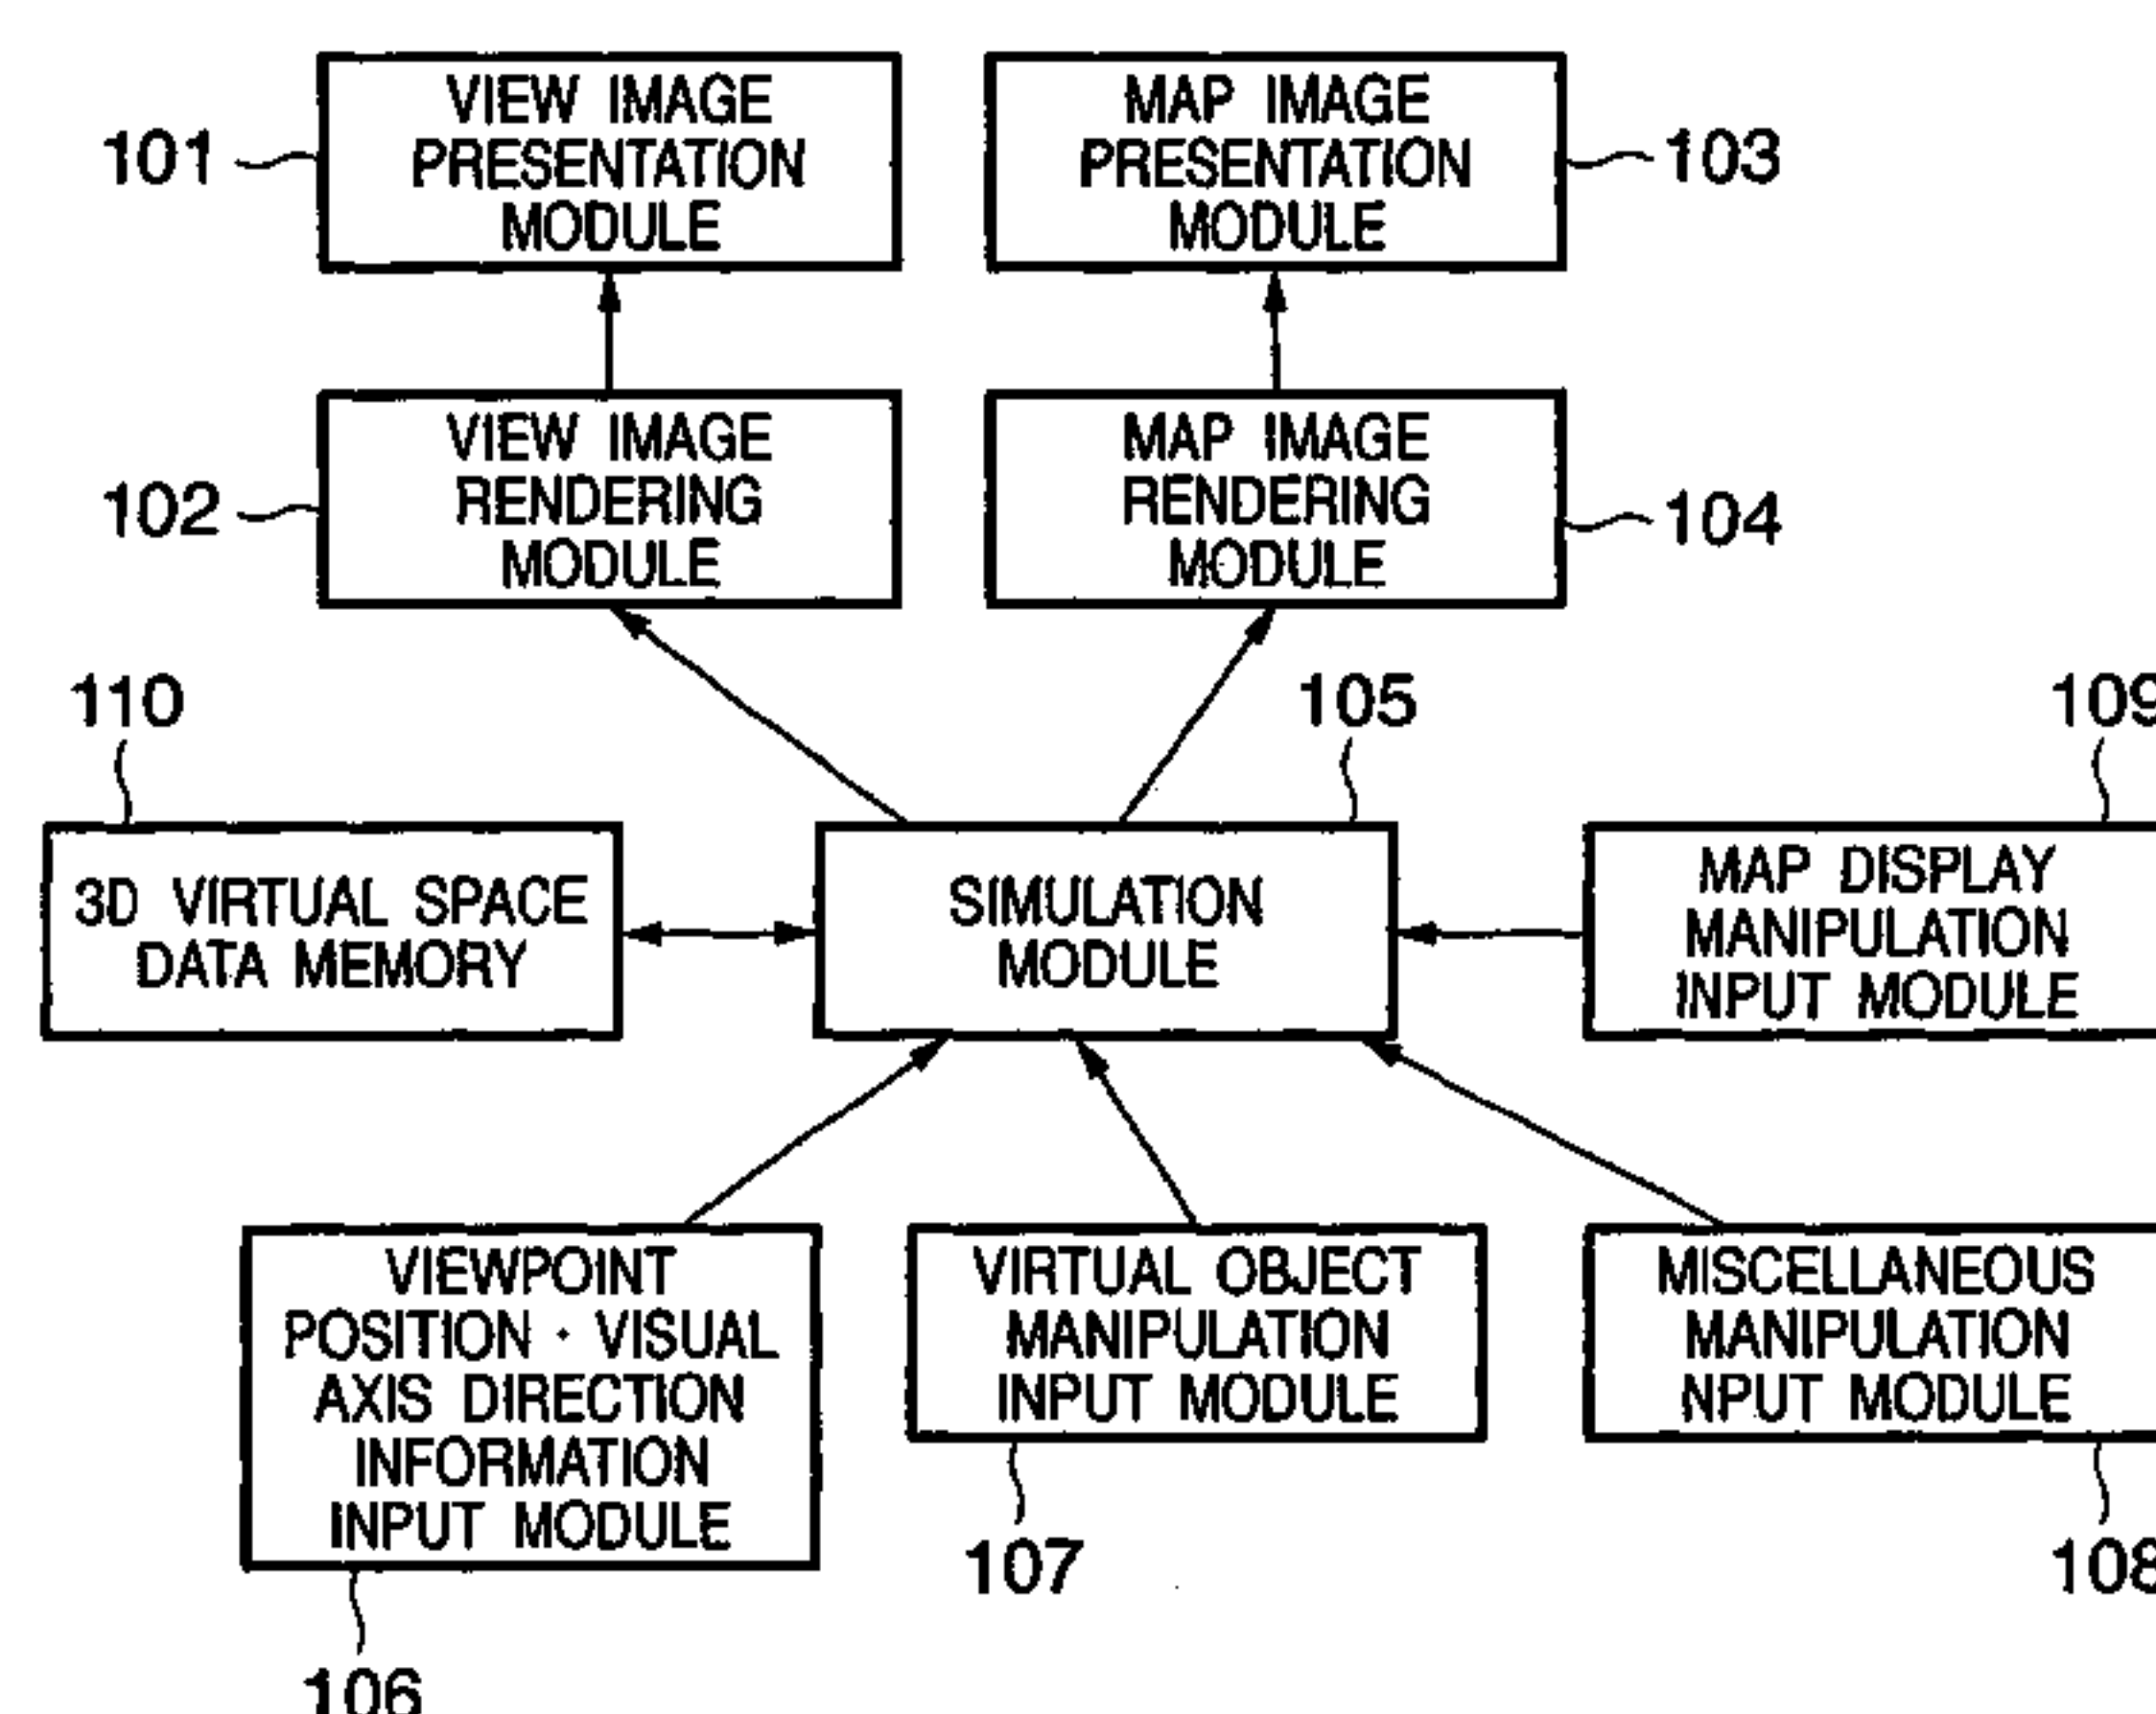 VIEW IMAGE
PRESENTATION
MODULE
101
MAP IMAGE
PRESENTATION
MODULE
103
VIEW IMAGE
RENDERING
MODULE
102
MAP IMAGE
RENDERING
MODULE
104
110
105
109
3D VIRTUAL SPACE
DATA MEMORY
SIMULATION
MODULE
MAP DISPLAY
MANIPULATION
INPUT MODULE
VIEWPOINT
POSITION · VISUAL
AXIS DIRECTION
INFORMATION
INPUT MODULE
VIRTUAL OBJECT
MANIPULATION
INPUT MODULE
MISCELLANEOUS
MANIPULATION
NPUT MODULE
107
108
106